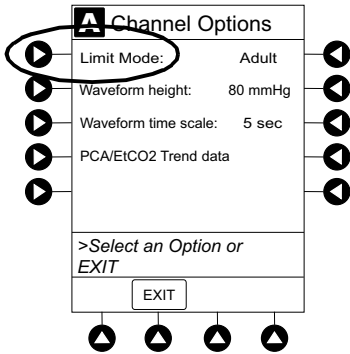 A Channel Options
Limit Mode: Adult
Waveform height: 80 mmHg
Waveform time scale: 5 sec
PCA/EtCO2 Trend data
>Select an Option or
EXIT
EXIT